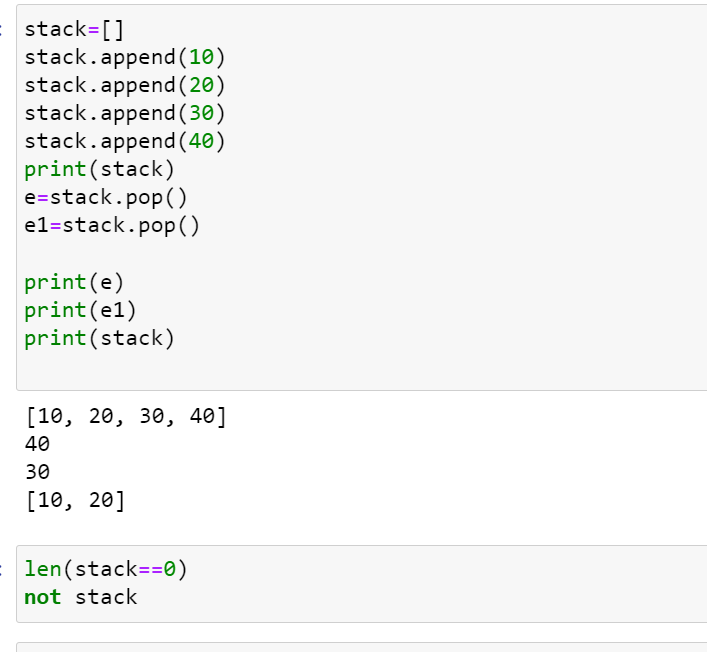 stack=[]
stack.append(10)
stack.append(20)
stack.append(30)
stack.append(40)
print(stack)
e=stack.pop()
e1=stack.pop()
print(e)
print(e1)
print(stack)
[10, 20, 30, 40]
40
30
[10, 20]
len(stack==0)
not stack